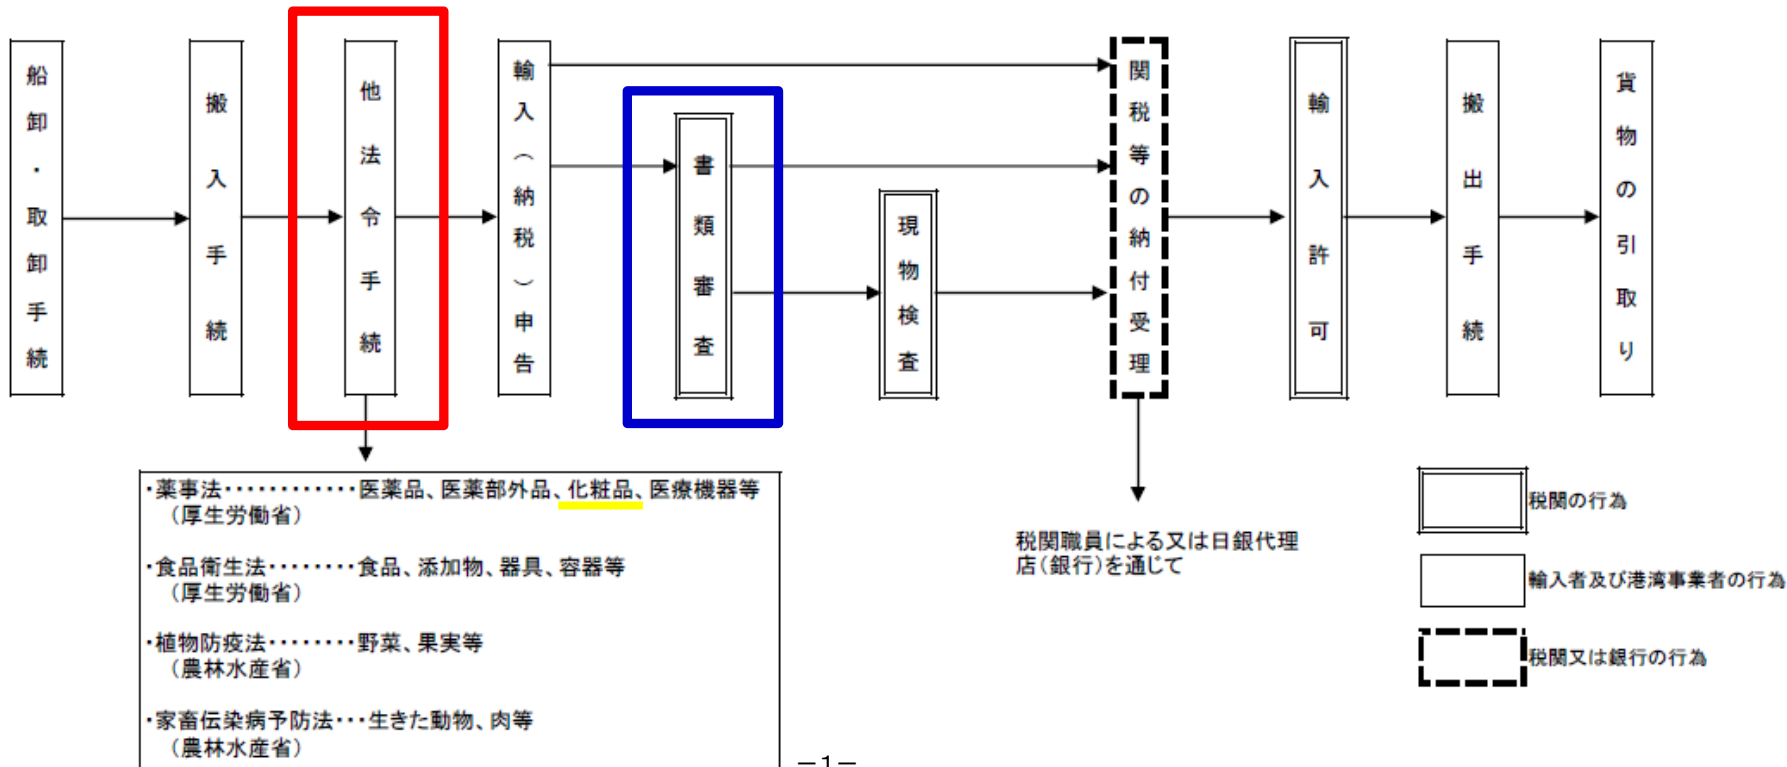 船卸・取卸手続
搬入手続
他法令手続
輸入(納税)申告
書類審査
現物検査
関税等の納付受理
輸入許可
搬出手続
貨物の引取り
・薬事法・・・・・・・・・・・・医薬品、医薬部外品、化粧品、医療機器等
(厚生労働省)
・食品衛生法・・・・・・・・食品、添加物、器具、容器等
(厚生労働省)
・植物防疫法・・・・・・・・野菜、果実等
(農林水産省)
・家畜伝染病予防法・・・生きた動物、肉等
(農林水産省)
税関職員による又は日銀代理
店(銀行)を通じて
税関の行為
輸入者及び港湾事業者の行為
税関又は銀行の行為
-1-